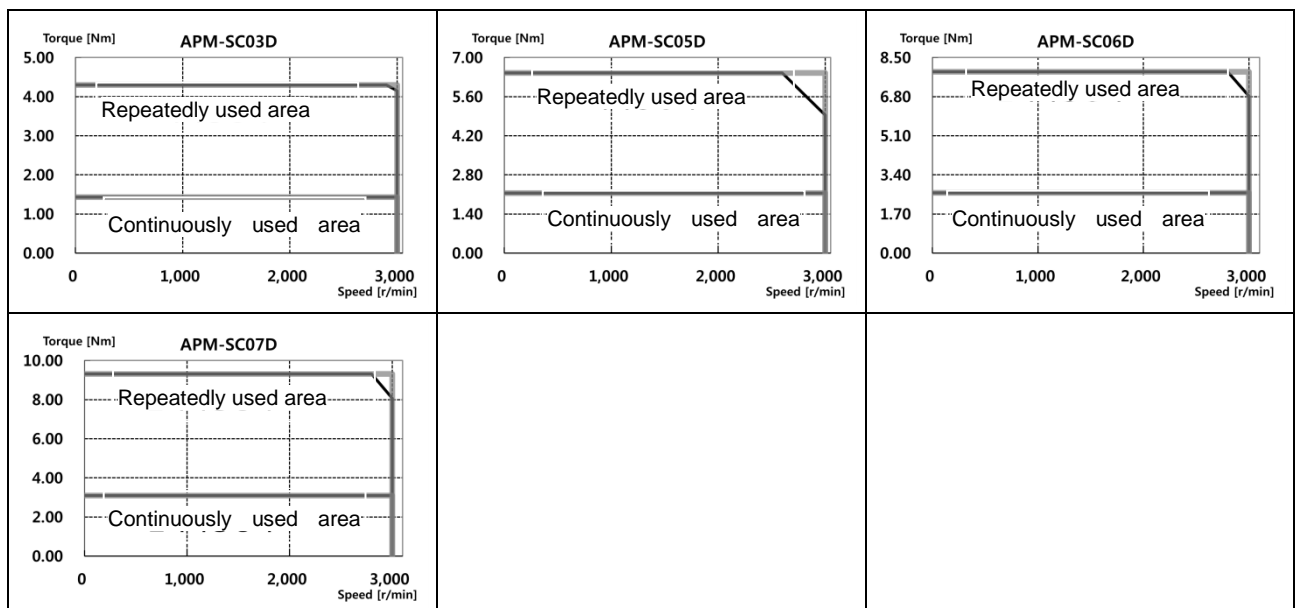 Torque [Nm] APM-SC03D
5.00
4.00
Repeatedly used area
3.00
2.00
1.00
Continuously used area
0.00
0 1,000 2,000 3,000
Speed [r/min]
Torque [Nm] APM-SC05D
7.00
5.60
Repeatedly used area
4.20
2.80
1.40
Continuously used area
0.00
0 1,000 2,000 3,000
Speed [r/min]
Torque [Nm] APM-SC06D
8.50
Repeatedly used area
6.80
5.10
3.40
1.70
Continuously used area
0.00
0 1,000 2,000 3,000
Speed [r/min]
Torque [Nm] APM-SC07D
10.00
8.00
Repeatedly used area
6.00
4.00
2.00
Continuously used area
0.00
0 1,000 2,000 3,000
Speed [r/min]